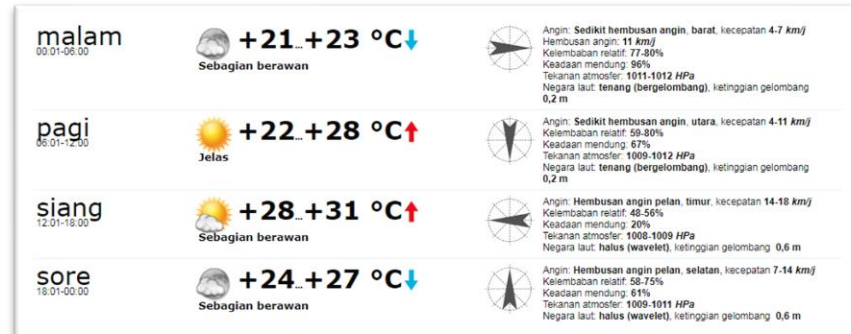 malam
00:01-06:00
+21...+23 °C
Sebagian berawan
Angin: Sedikit hembusan angin, barat, kecepatan 4-7 km/j
Hembusan angin: 11 km/j
Kelembaban relatif: 77-80%
Keadaan mendung: 96%
Tekanan atmosfer: 1011-1012 HPa
Negara laut: tenang (bergelombang), ketinggian gelombang
0,2 m
pagi
06:01-12:00
+22...+28 °C
Jelas
Angin: Sedikit hembusan angin, utara, kecepatan 4-11 km/j
Kelembaban relatif: 59-80%
Keadaan mendung: 67%
Tekanan atmosfer: 1009-1012 HPa
Negara laut: tenang (bergelombang), ketinggian gelombang
0,2 m
siang
12:01-18:00
+28...+31 °C
Sebagian berawan
Angin: Hembusan angin pelan, timur, kecepatan 14-18 km/j
Kelembaban relatif: 48-56%
Keadaan mendung: 20%
Tekanan atmosfer: 1008-1009 HPa
Negara laut: halus (wavelet), ketinggian gelombang 0,6 m
sore
18:01-00:00
+24...+27 °C
Sebagian berawan
Angin: Hembusan angin pelan, selatan, kecepatan 7-14 km/j
Kelembaban relatif: 58-75%
Keadaan mendung: 61%
Tekanan atmosfer: 1009-1011 HPa
Negara laut: halus (wavelet), ketinggian gelombang 0,6 m